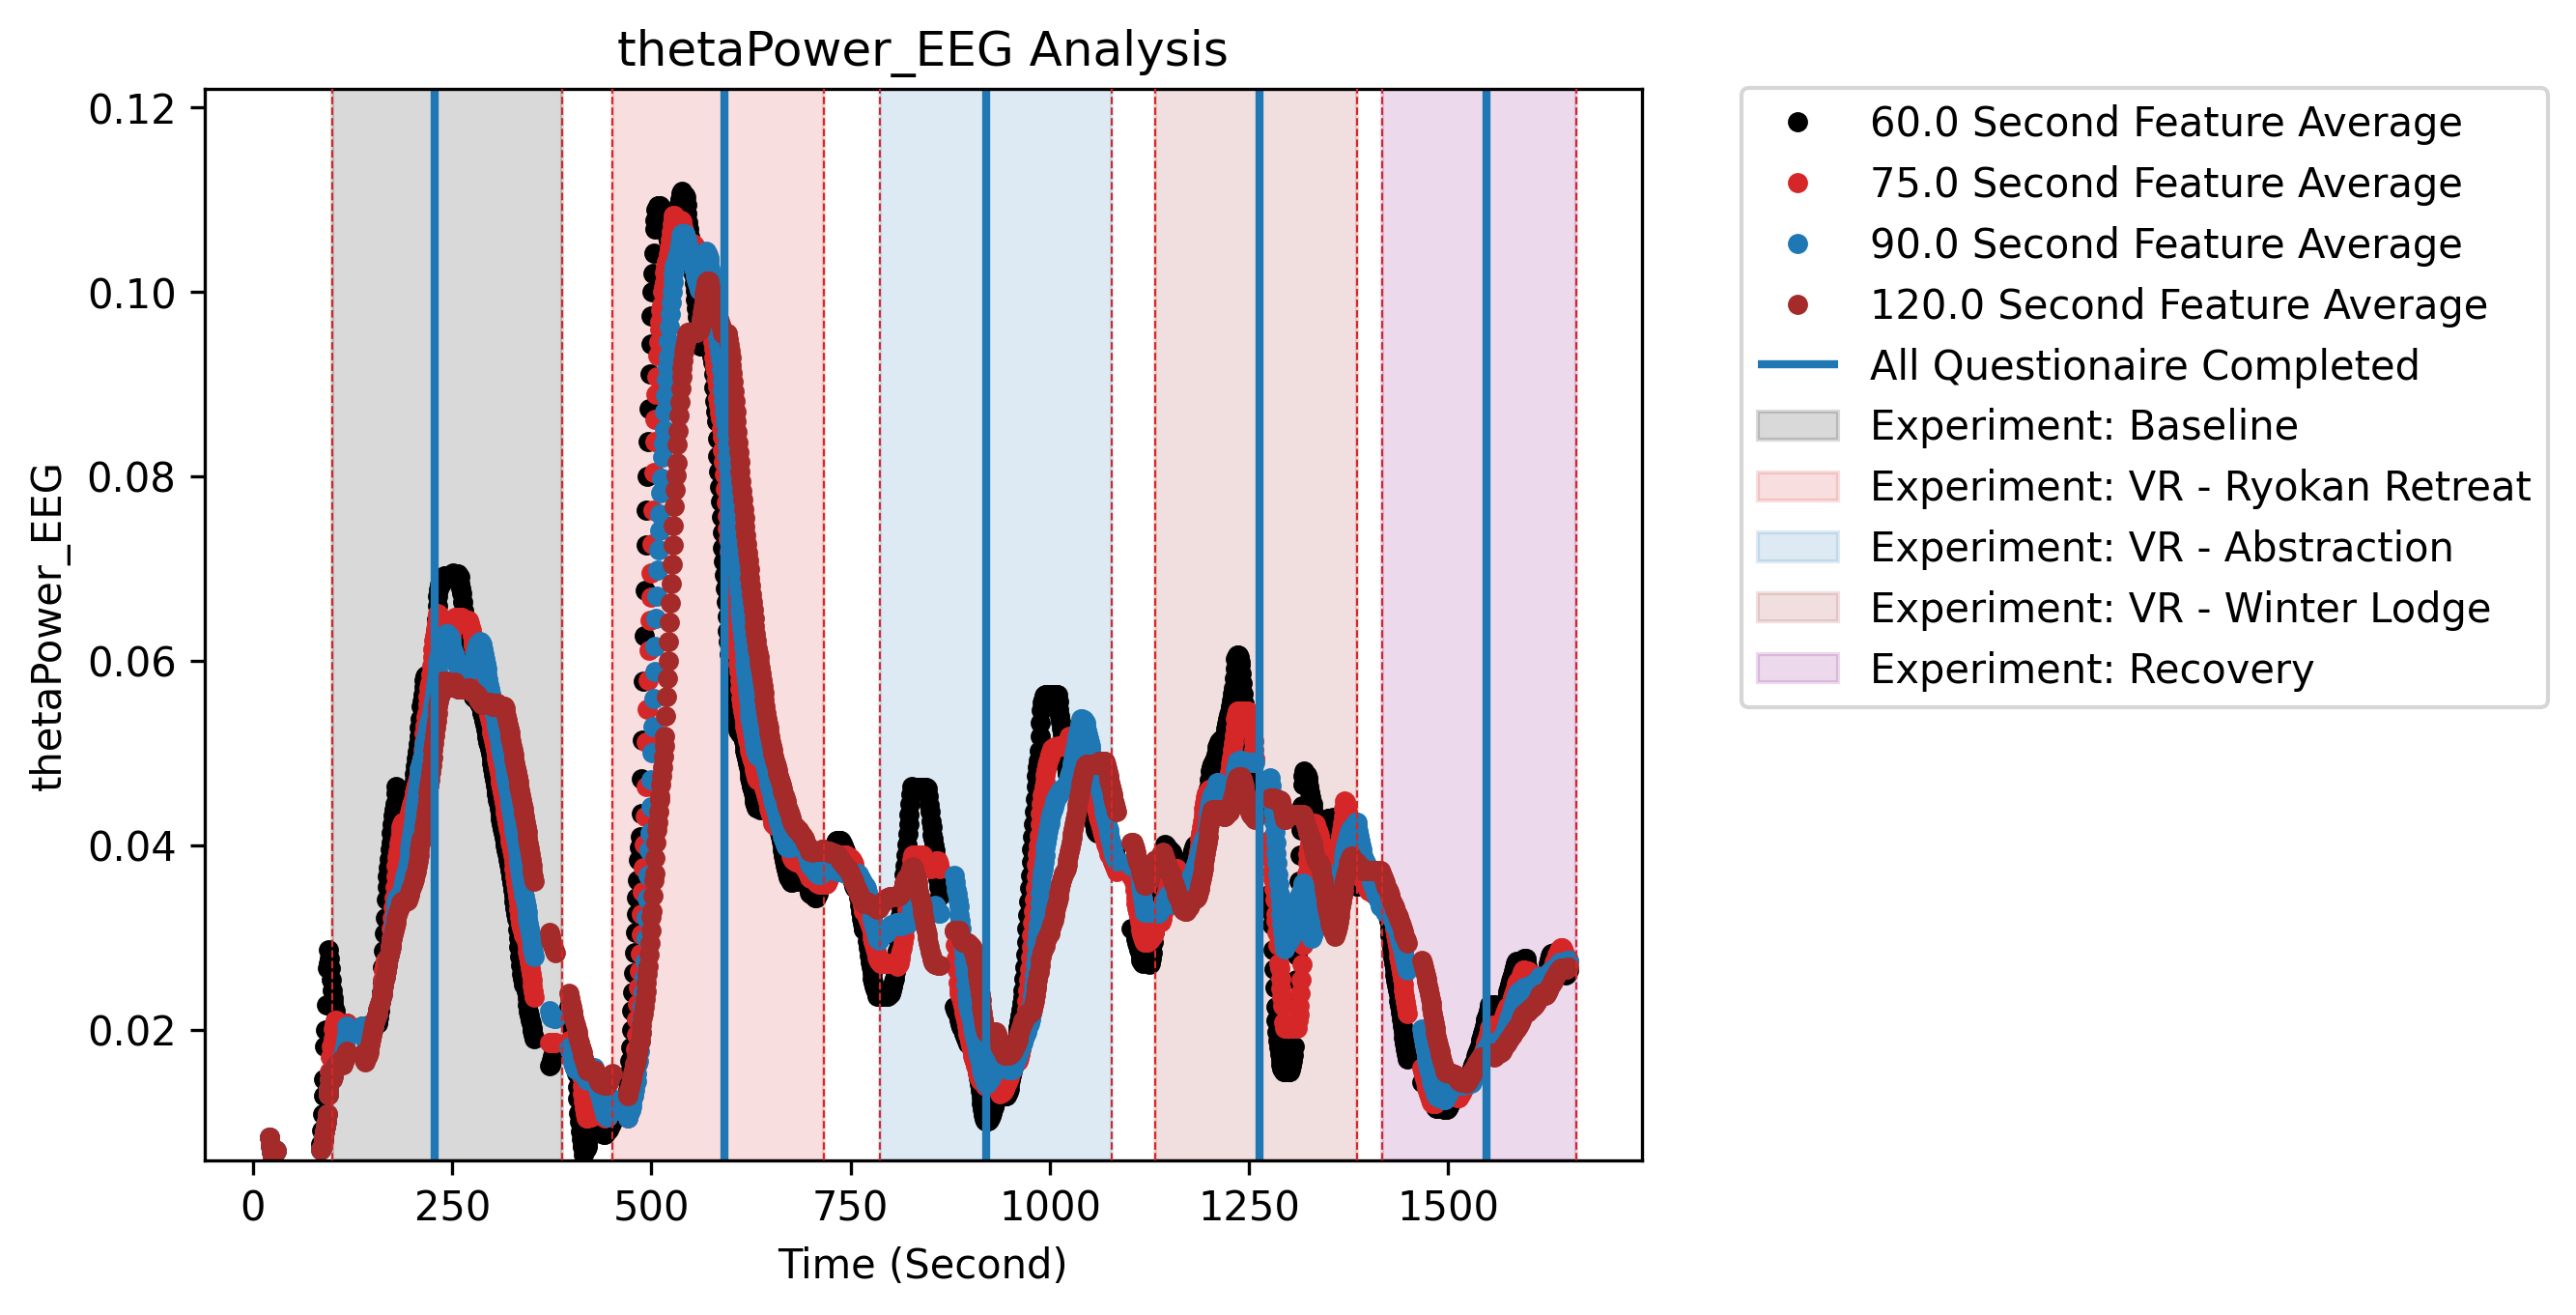 thetaPower_EEG Analysis
thetaPower_EEG
0.12
0.10
0.08
0.06
0.04
0.02
0 250 500 750 1000 1250 1500
Time (Second)
60.0 Second Feature Average
75.0 Second Feature Average
90.0 Second Feature Average
120.0 Second Feature Average
All Questionaire Completed
Experiment: Baseline
Experiment: VR - Ryokan Retreat
Experiment: VR - Abstraction
Experiment: VR - Winter Lodge
Experiment: Recovery